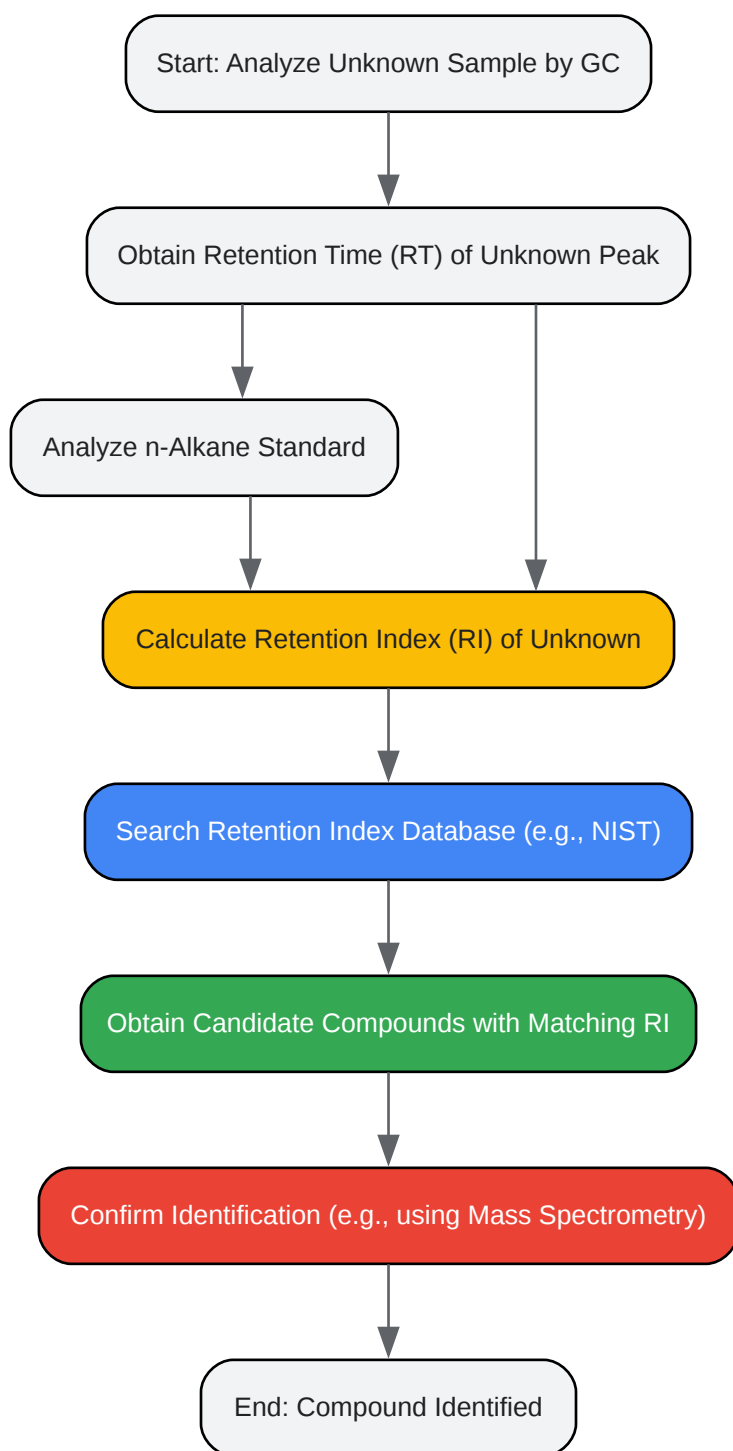 Start: Analyze Unknown Sample by GC
Obtain Retention Time (RT) of Unknown Peak
Analyze n-Alkane Standard
Calculate Retention Index (RI) of Unknown
Search Retention Index Database (e.g., NIST)
Obtain Candidate Compounds with Matching RI
Confirm Identification (e.g., using Mass Spectrometry)
End: Compound Identified